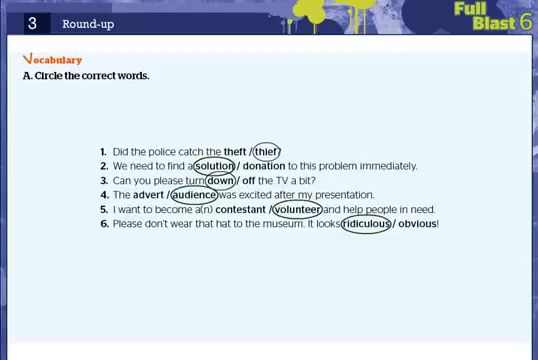 3 Round-up
Full
Blast 6
Vocabulary
A. Circle the correct words.
1. Did the police catch the theft / thief?
2. We need to find a solution / donation to this problem immediately.
3. Can you please turn down / off the TV a bit?
4. The advert / audience was excited after my presentation.
5. I want to become a(n) contestant / volunteer and help people in need.
6. Please don't wear that hat to the museum. It looks ridiculous / obvious!